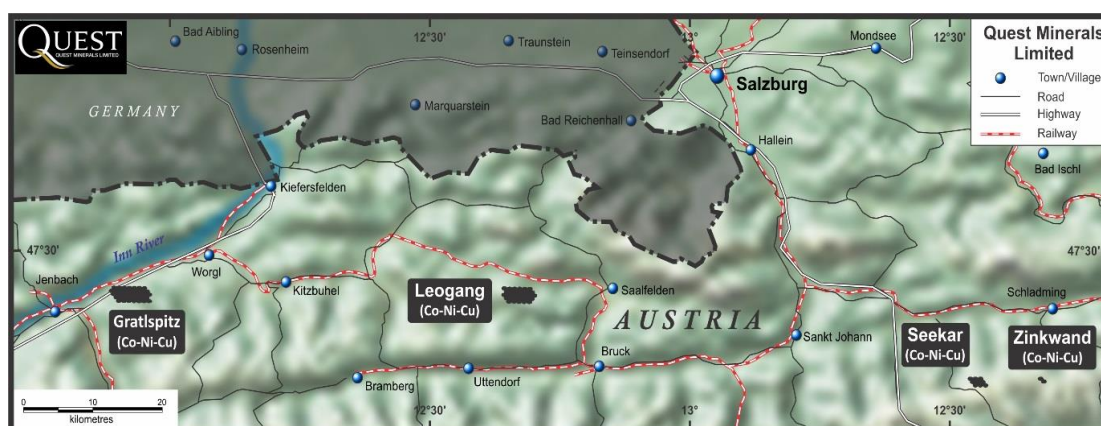 QUEST
QUEST MINERALS LIMITED
Bad Aibling
Rosenheim
12°30'
Traunstein
Teinsendorf
13°
Mondsee
12°30'
Quest Minerals
Limited
Town/Village
Road
Highway
Railway
GERMANY
Marquarstein
Bad Reichenhall
Salzburg
Hallein
Bad Ischl
Kiefersfelden
47°30'
Inn River
47°30'
Jenbach
Worgl
Kitzbuhel
Leogang
(Co-Ni-Cu)
Saalfelden
Schladming
Gratlspitz
(Co-Ni-Cu)
AUSTRIA
Sankt Johann
Seekar
(Co-Ni-Cu)
Zinkwand
(Co-Ni-Cu)
Bruck
Uttendorf
Bramberg
0 10 20
kilometres
12°30'
13°
12°30'